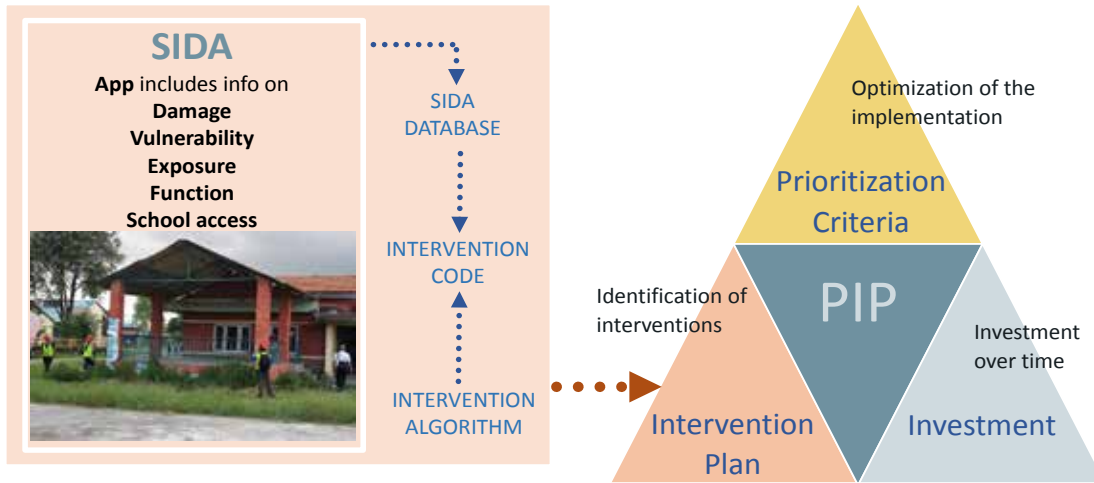 SIDA
App includes info on
Damage
Vulnerability
Exposure
Function
School access
SIDA
DATABASE
INTERVENTION
CODE
INTERVENTION
ALGORITHM
Optimization of the
implementation
Prioritization
Criteria
Identification of
interventions
PIP
Investment
over time
Intervention
Plan
Investment